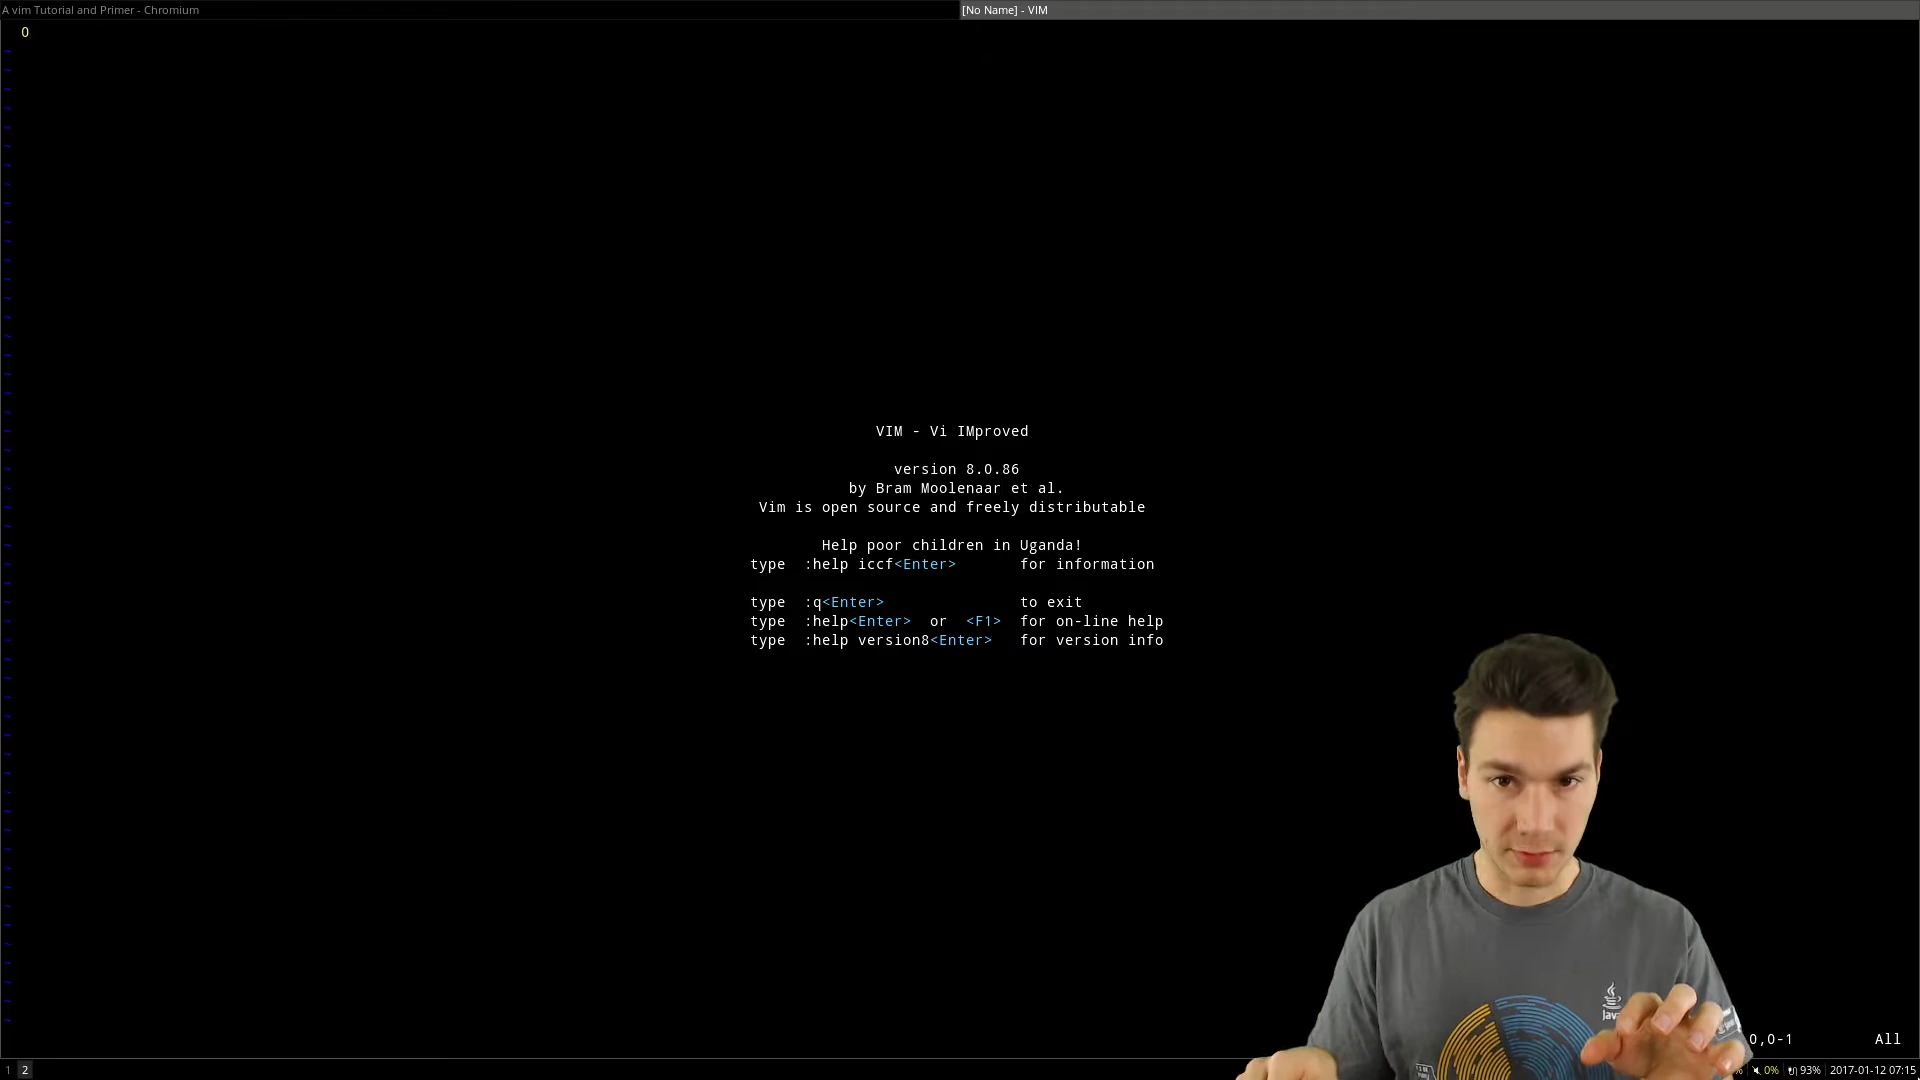 A vim Tutorial and Primer - Chromium
[No Name] - VIM
0
VIM - Vi IMproved
version 8.0.86
by Bram Moolenaar et al.
Vim is open source and freely distributable
Help poor children in Uganda!
type :help iccf<Enter> for information
type :q<Enter> to exit
type :help<Enter> or <F1> for on-line help
type :help version8<Enter> for version info
Java
0,0-1 All
1 2 % 0% 93% 2017-01-12 07:15